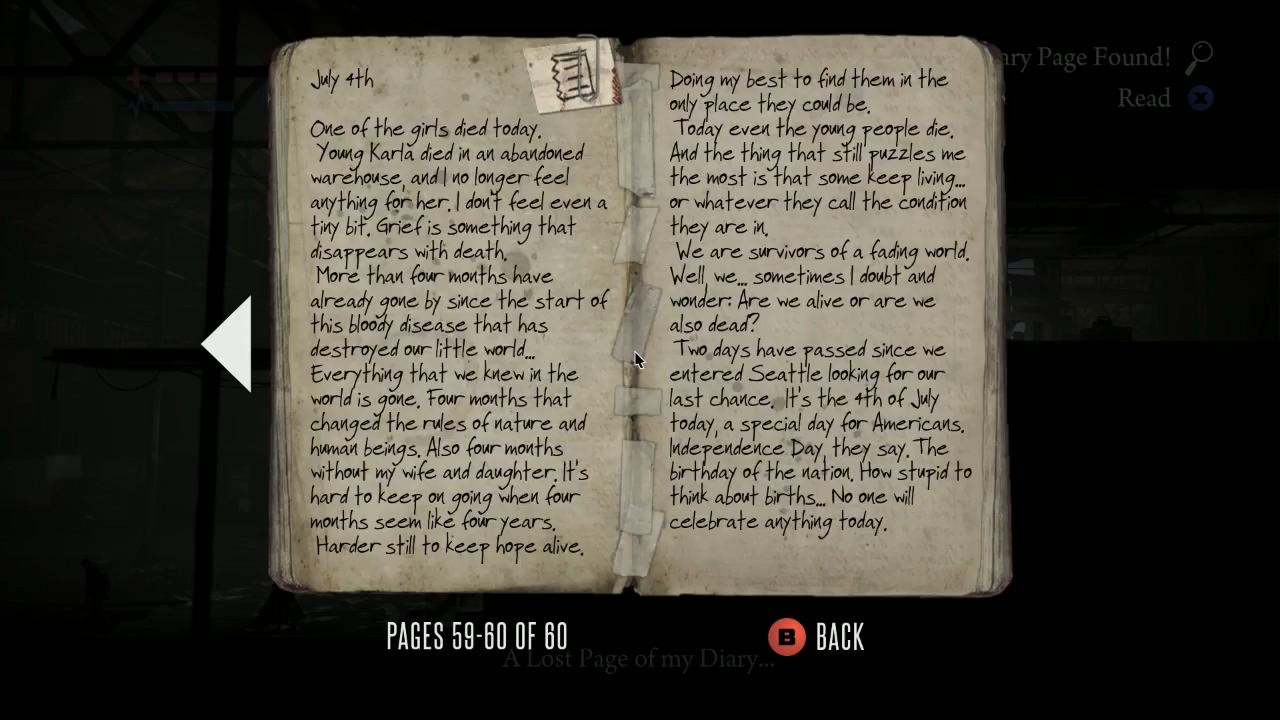 July 4th
One of the girls died today.
Young Karla died in an abandoned
warehouse, and I no longer feel
anything for her. I don't feel even a
tiny bit. Grief is something that
disappears with death.
More than four months have
already gone by since the start of
this bloody disease that has
destroyed our little world...
Everything that we knew in the
world is gone. Four months that
changed the rules of nature and
human beings. Also four months
without my wife and daughter. It's
hard to keep on going when four
months seem like four years.
Harder still to keep hope alive.
Doing my best to find them in the
only place they could be.
Today even the young people die.
And the thing that still puzzles me
the most is that some keep living...
or whatever they call the condition
they are in.
We are survivors of a fading world.
Well, we... sometimes I doubt and
wonder: Are we alive or are we
also dead?
Two days have passed since we
entered Seattle looking for our
last chance. It's the 4th of July
today, a special day for Americans.
Independence Day, they say. The
birthday of the nation. How stupid to
think about births... No one will
celebrate anything today.
ary Page Found!
Read X
PAGES 59-60 OF 60
B BACK
A Lost Page of my Diary...